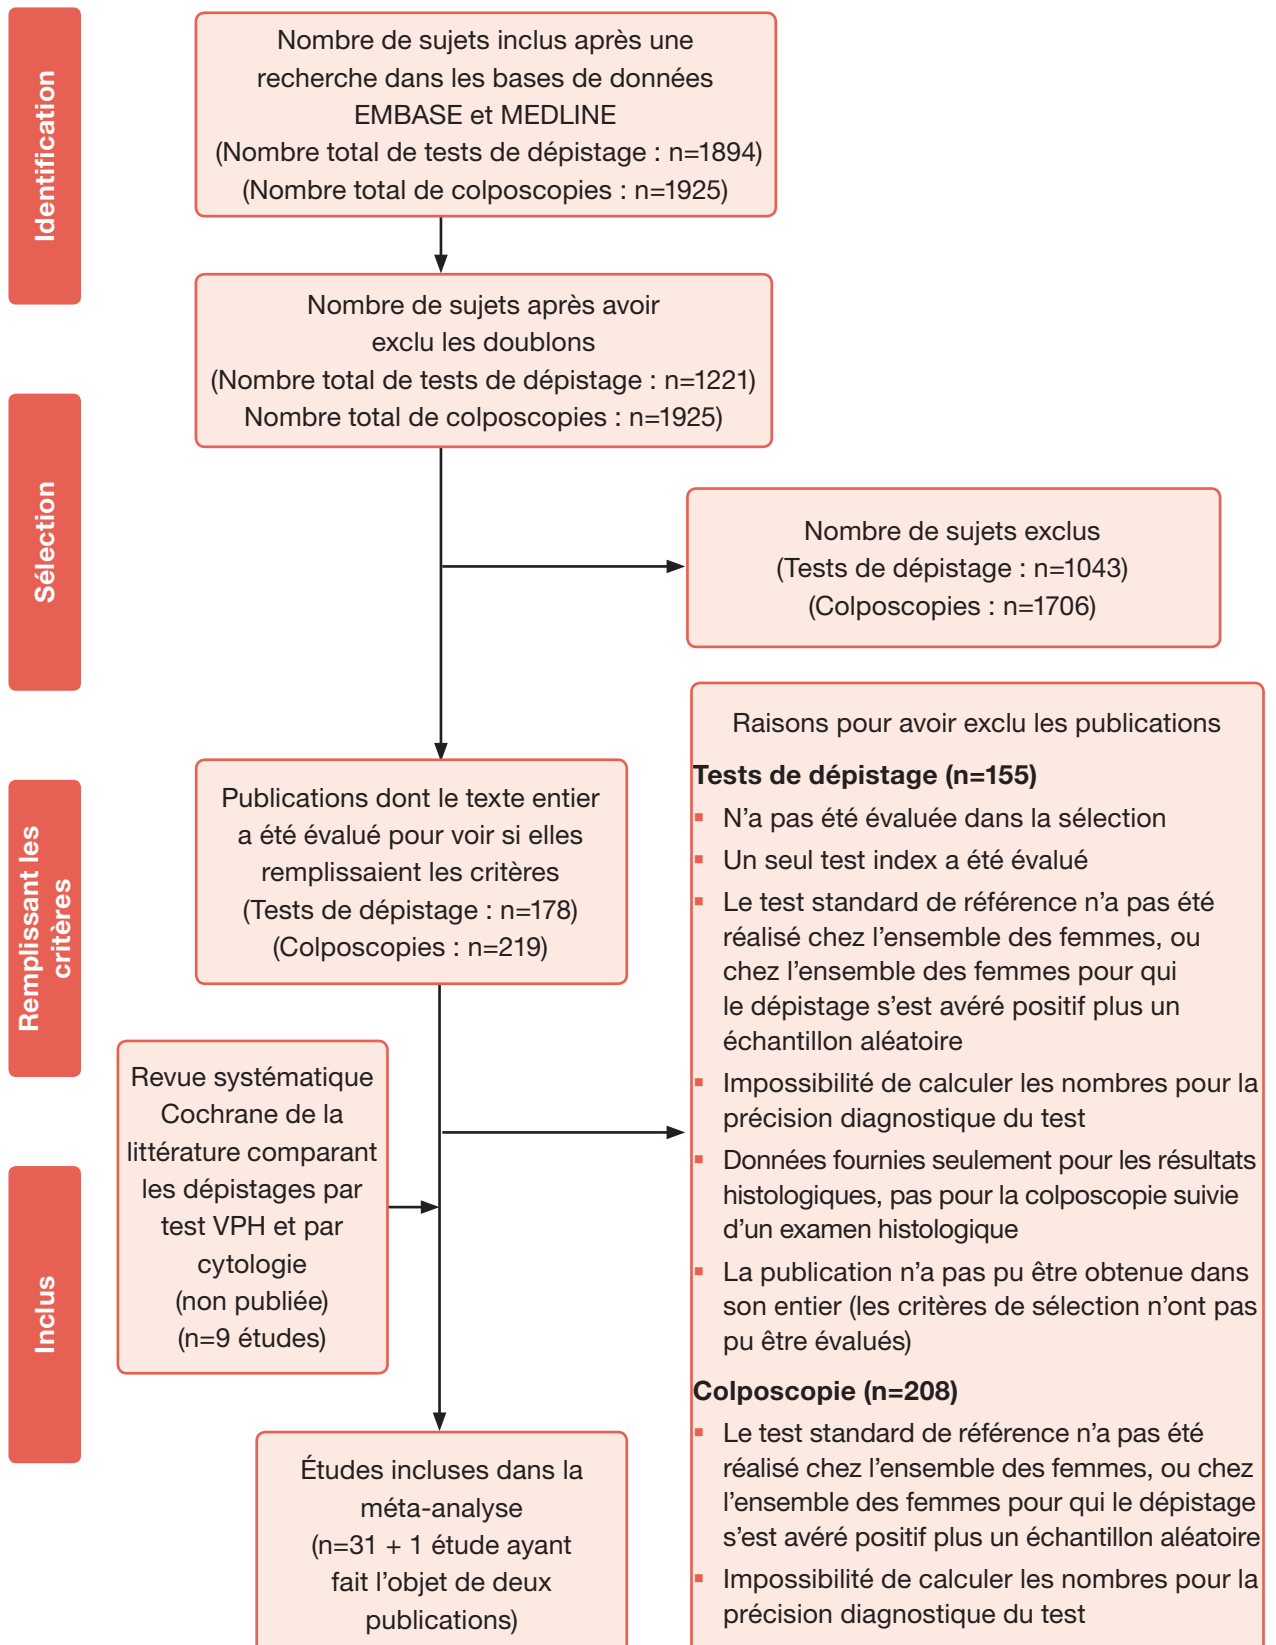 Identification
Nombre de sujets inclus après une
recherche dans les bases de données
EMBASE et MEDLINE
(Nombre total de tests de dépistage : n=1894)
(Nombre total de colposcopies : n=1925)
Nombre de sujets après avoir
exclu les doublons
(Nombre total de tests de dépistage : n=1221)
Nombre total de colposcopies : n=1925)
Sélection
Nombre de sujets exclus
(Tests de dépistage : n=1043)
(Colposcopies : n=1706)
Remplissant les
critères
Publications dont le texte entier
a été évalué pour voir si elles
remplissaient les critères
(Tests de dépistage : n=178)
(Colposcopies : n=219)
Raisons pour avoir exclu les publications
Tests de dépistage (n=155)
▪ N’a pas été évaluée dans la sélection
▪ Un seul test index a été évalué
▪ Le test standard de référence n’a pas été
réalisé chez l’ensemble des femmes, ou
chez l’ensemble des femmes pour qui
le dépistage s’est avéré positif plus un
échantillon aléatoire
▪ Impossibilité de calculer les nombres pour la
précision diagnostique du test
▪ Données fournies seulement pour les résultats
histologiques, pas pour la colposcopie suivie
d’un examen histologique
▪ La publication n’a pas pu être obtenue dans
son entier (les critères de sélection n’ont pas
pu être évalués)
Colposcopie (n=208)
▪ Le test standard de référence n’a pas été
réalisé chez l’ensemble des femmes, ou chez
l’ensemble des femmes pour qui le dépistage
s’est avéré positif plus un échantillon aléatoire
▪ Impossibilité de calculer les nombres pour la
précision diagnostique du test
Revue systématique
Cochrane de la
littérature comparant
les dépistages par
test VPH et par
cytologie
(non publiée)
(n=9 études)
Inclus
Études incluses dans la
méta-analyse
(n=31 + 1 étude ayant
fait l’objet de deux
publications)